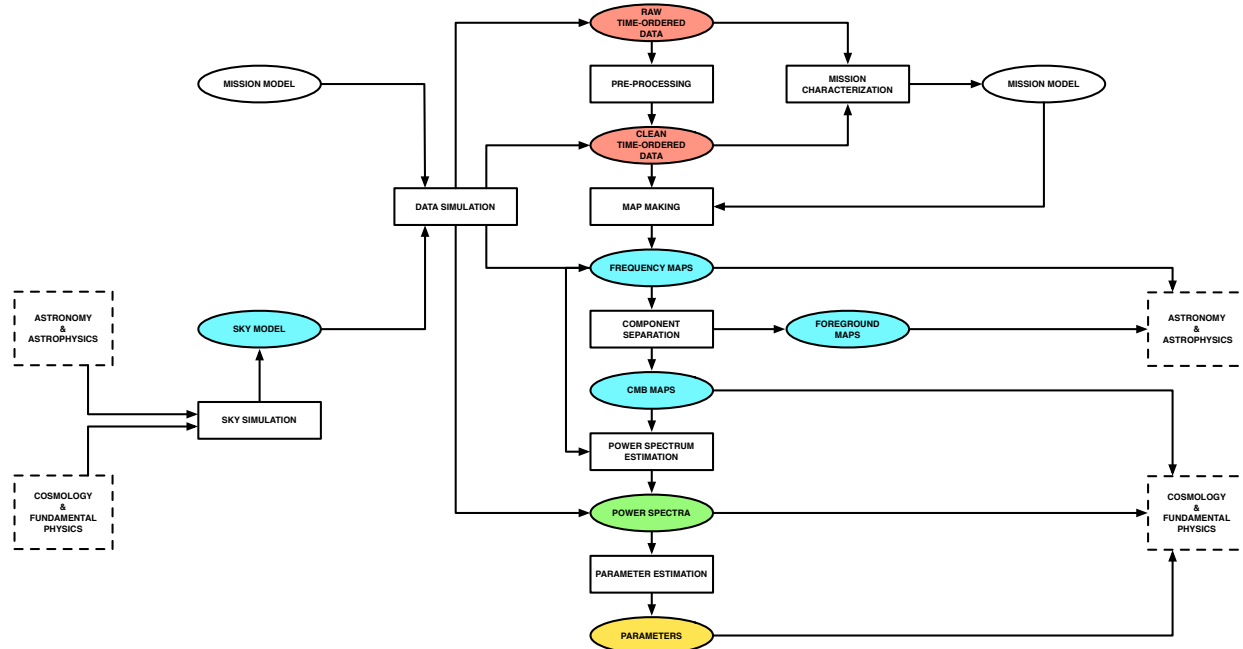 RAW
TIME-ORDERED
DATA
MISSION MODEL
PRE-PROCESSING
MISSION
CHARACTERIZATION
MISSION MODEL
CLEAN
TIME-ORDERED
DATA
DATA SIMULATION
MAP MAKING
FREQUENCY MAPS
ASTRONOMY
&
ASTROPHYSICS
SKY MODEL
COMPONENT
SEPARATION
FOREGROUND
MAPS
ASTRONOMY
&
ASTROPHYSICS
CMB MAPS
SKY SIMULATION
POWER SPECTRUM
ESTIMATION
COSMOLOGY
&
FUNDAMENTAL
PHYSICS
POWER SPECTRA
COSMOLOGY
&
FUNDAMENTAL
PHYSICS
PARAMETER ESTIMATION
PARAMETERS